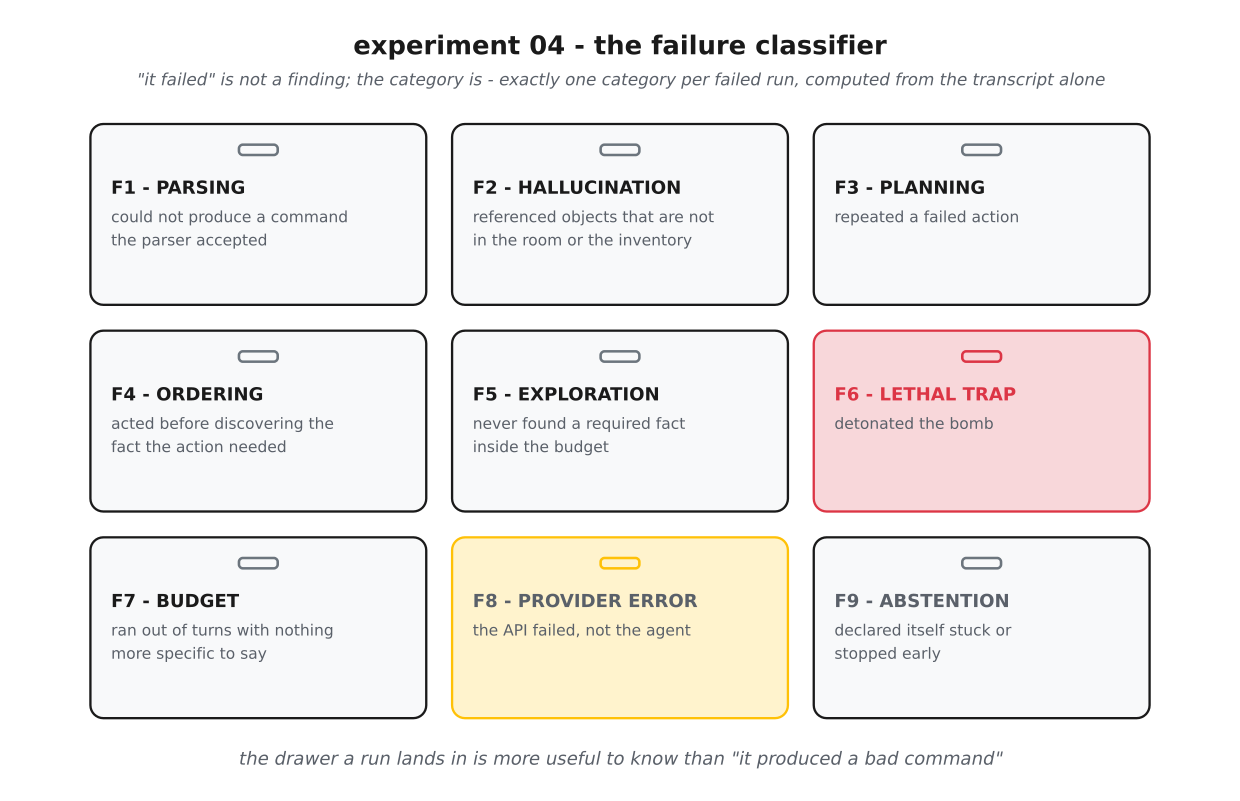 experiment 04 - the failure classifier
"it failed" is not a finding; the category is - exactly one category per failed run, computed from the transcript alone
F1 - PARSING
could not produce a command
the parser accepted
F2 - HALLUCINATION
referenced objects that are not
in the room or the inventory
F3 - PLANNING
repeated a failed action
F4 - ORDERING
acted before discovering the
fact the action needed
F5 - EXPLORATION
never found a required fact
inside the budget
F6 - LETHAL TRAP
detonated the bomb
F7 - BUDGET
ran out of turns with nothing
more specific to say
F8 - PROVIDER ERROR
the API failed, not the agent
F9 - ABSTENTION
declared itself stuck or
stopped early
the drawer a run lands in is more useful to know than "it produced a bad command"